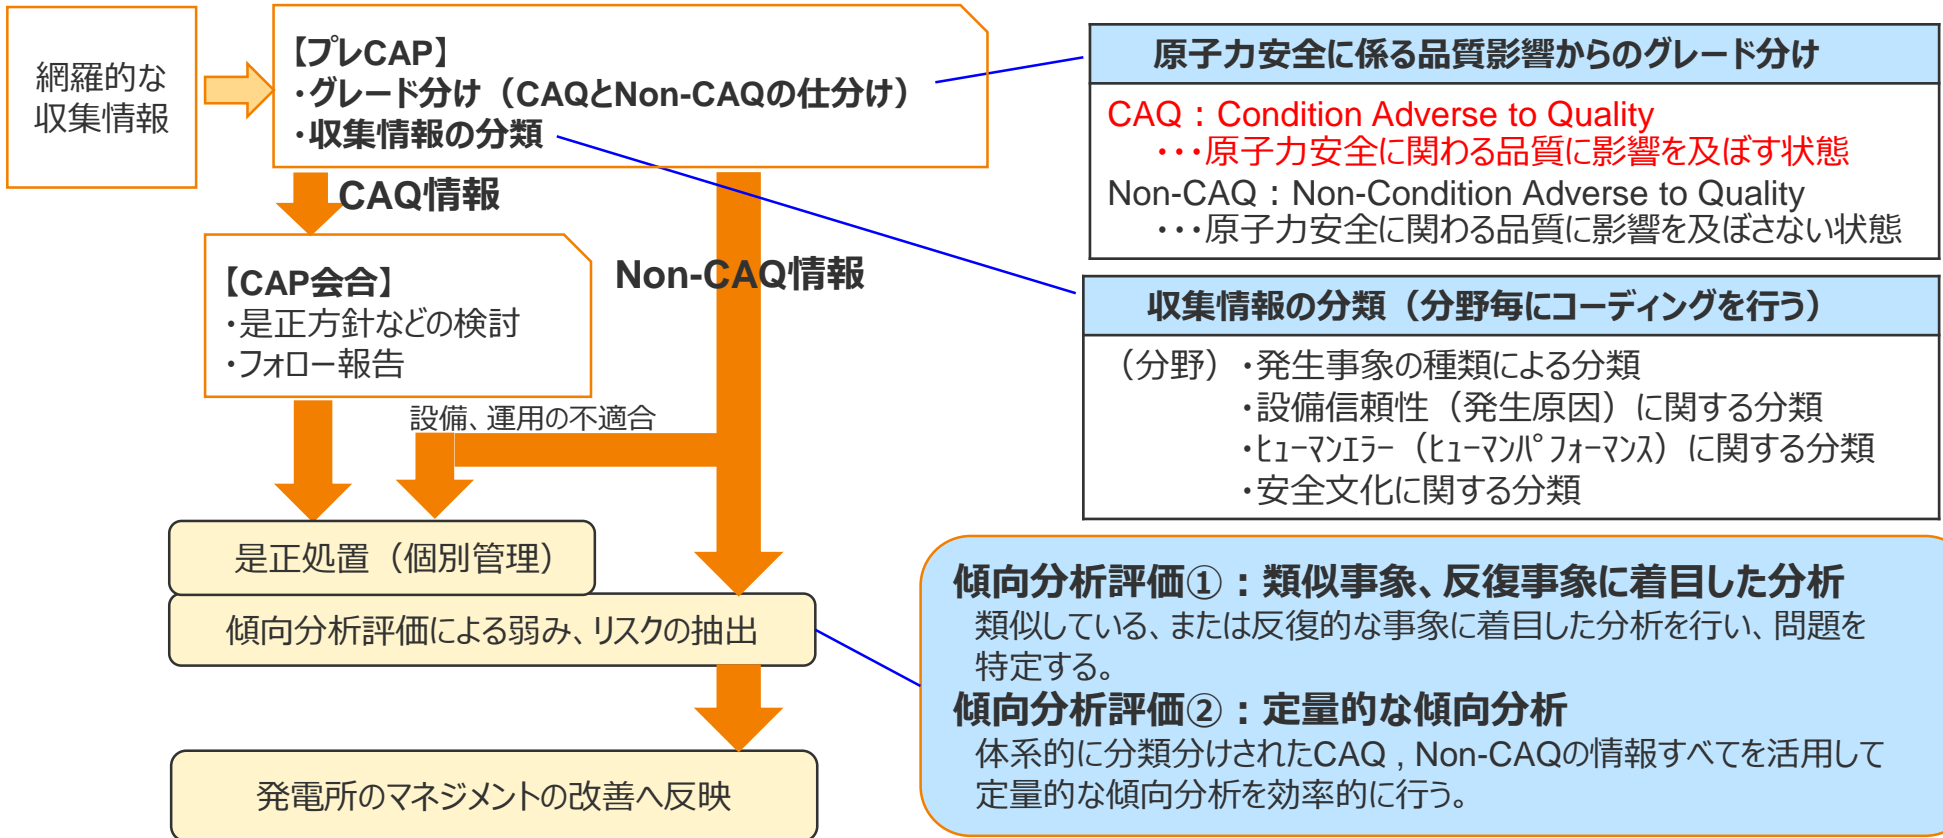 網羅的な
収集情報
【プレCAP】
・グレード分け（CAQとNon-CAQの仕分け）
・収集情報の分類
CAQ情報
【CAP会合】
・是正方針などの検討
・フォロー報告
Non-CAQ情報
設備、運用の不適合
是正処置（個別管理）
傾向分析評価による弱み、リスクの抽出
発電所のマネジメントの改善へ反映
原子力安全に係る品質影響からのグレード分け
CAQ：Condition Adverse to Quality
・・・原子力安全に関わる品質に影響を及ぼす状態
Non-CAQ：Non-Condition Adverse to Quality
・・・原子力安全に関わる品質に影響を及ぼさない状態
収集情報の分類（分野毎にコーディングを行う）
（分野）・発生事象の種類による分類
・設備信頼性（発生原因）に関する分類
・ﾋｭｰﾏﾝｴﾗｰ（ﾋｭｰﾏﾝﾊﾟﾌｫｰﾏﾝｽ）に関する分類
・安全文化に関する分類
傾向分析評価①：類似事象、反復事象に着目した分析
類似している、または反復的な事象に着目した分析を行い、問題を
特定する。
傾向分析評価②：定量的な傾向分析
体系的に分類分けされたCAQ , Non-CAQの情報すべてを活用して
定量的な傾向分析を効率的に行う。